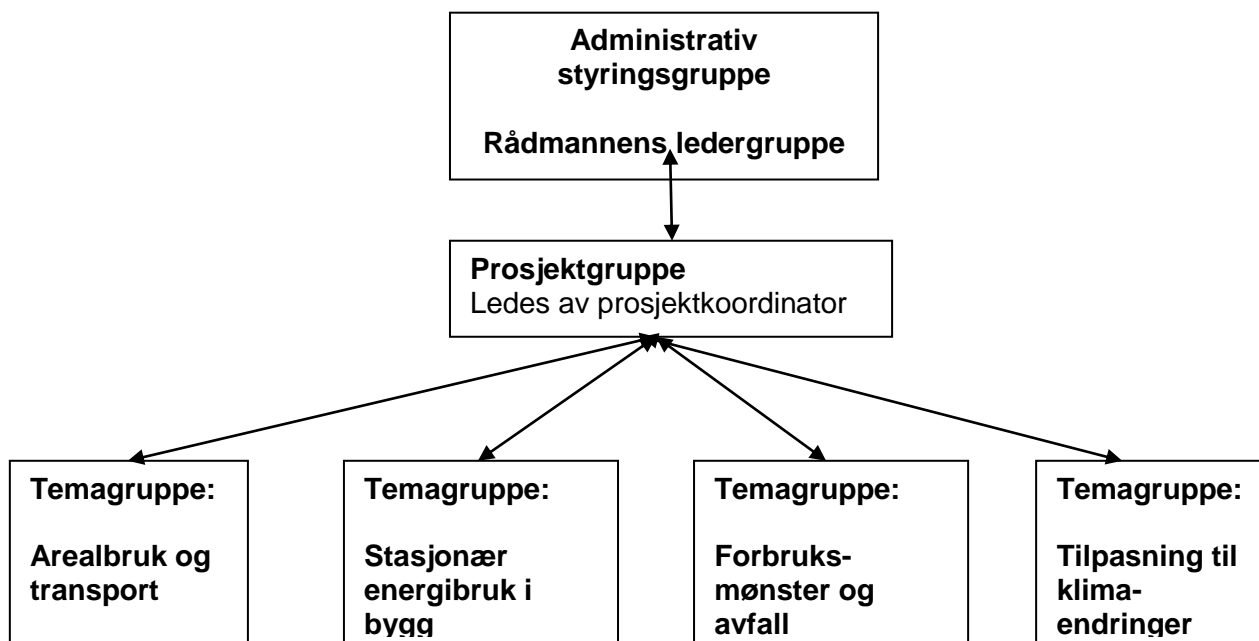 Administrativ
styringsgruppe
Rådmannens ledergruppe
Prosjektgruppe
Ledes av prosjektkoordinator
Temagruppe:
Arealbruk og
transport
Temagruppe:
Stasjonær
energibruk i
bygg
Temagruppe:
Forbruks-
mønster og
avfall
Temagruppe:
Tilpasning til
klima-
endringer